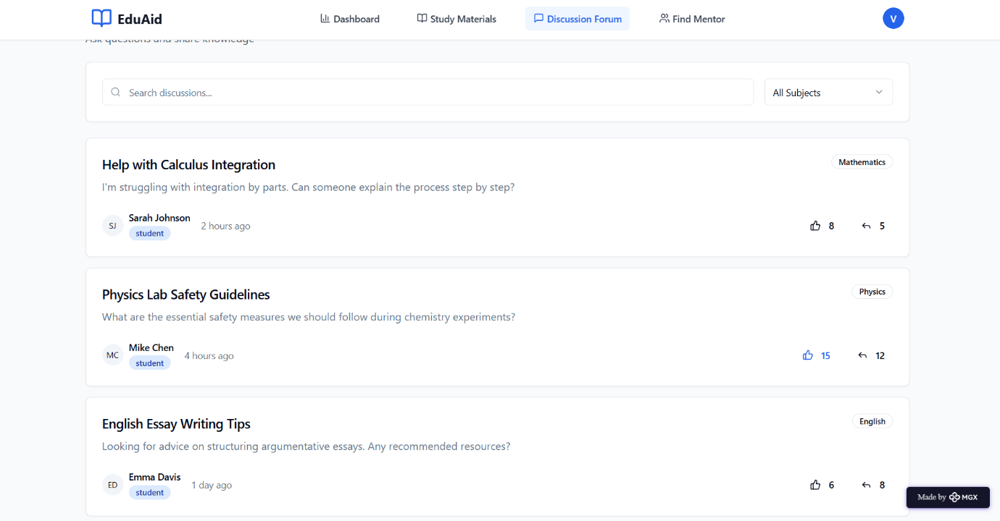 EduAid
Dashboard
Study Materials
Discussion Forum
Find Mentor
V
Ask questions and share knowledge
Search discussions...
All Subjects
Help with Calculus Integration
Mathematics
I'm struggling with integration by parts. Can someone explain the process step by step?
SJ
Sarah Johnson
student
2 hours ago
8
5
Physics Lab Safety Guidelines
Physics
What are the essential safety measures we should follow during chemistry experiments?
MC
Mike Chen
student
4 hours ago
15
12
English Essay Writing Tips
English
Looking for advice on structuring argumentative essays. Any recommended resources?
ED
Emma Davis
student
1 day ago
6
8
Made by MGX